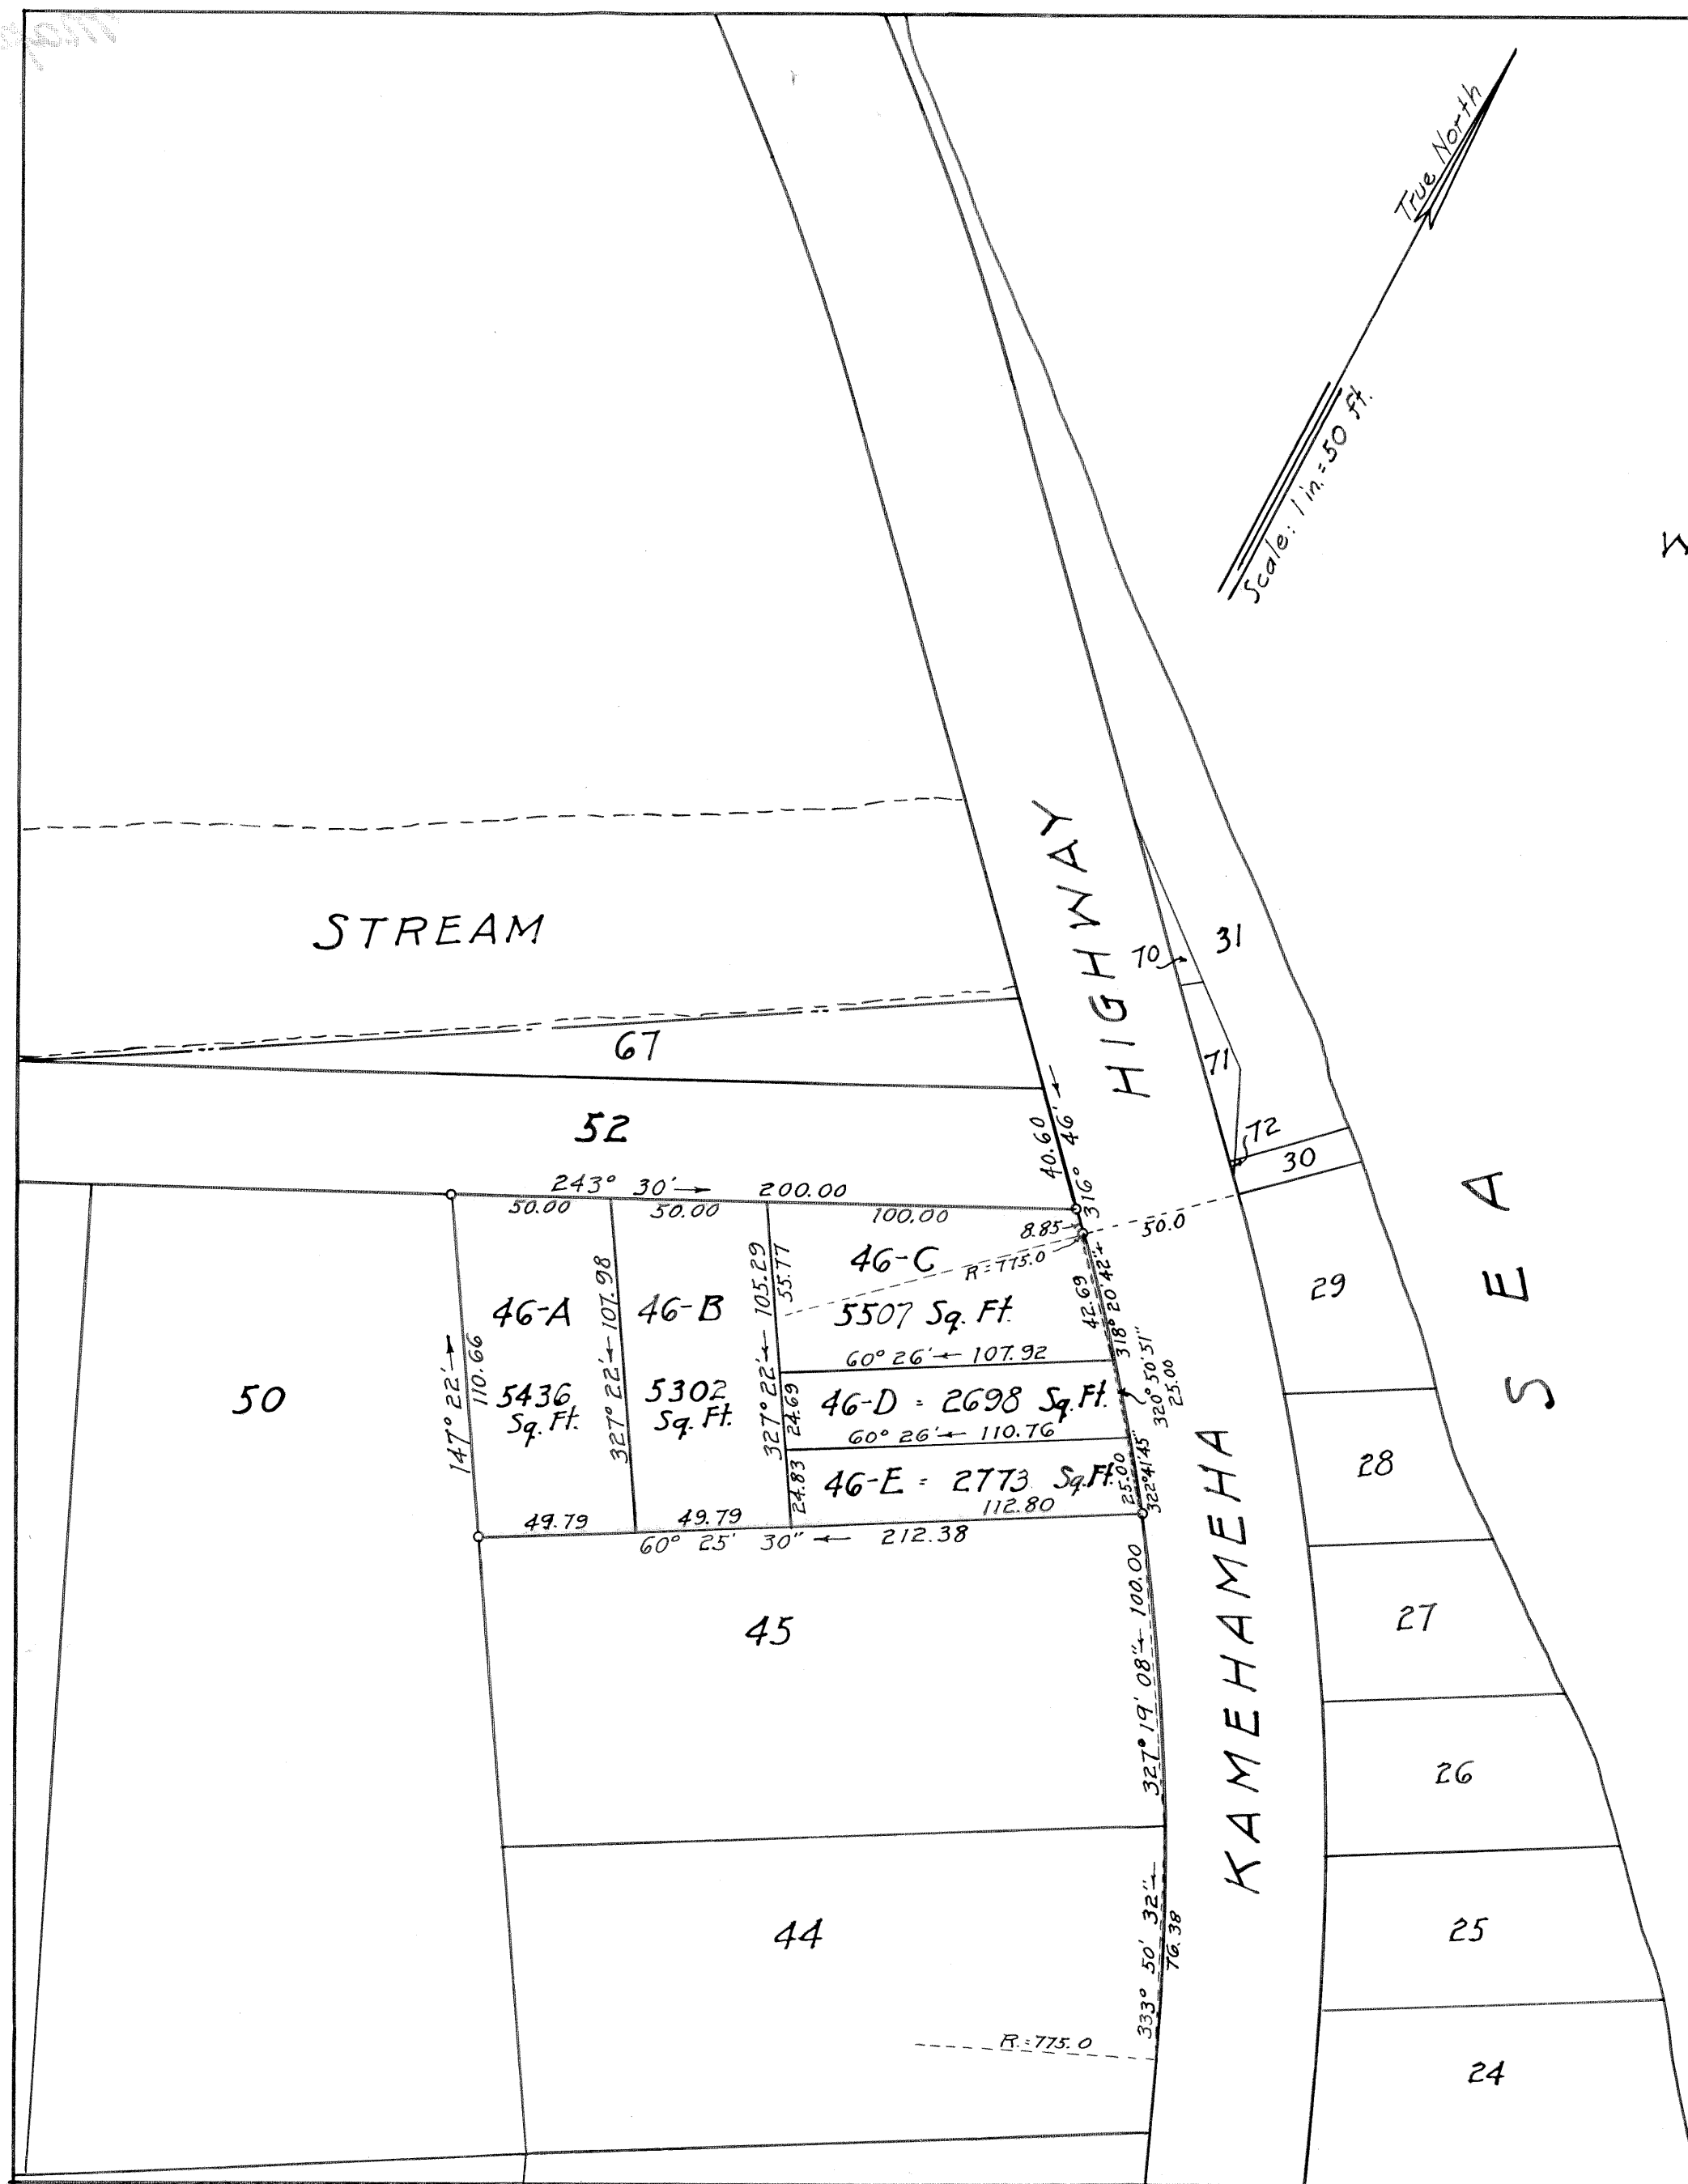 True North
Scale: 1 in. = 50 ft.
STREAM
HIGHWAY
31
70
71
67
52
72
30
40.60
316° 46'
243° 30' 200.00
50.00
50.00
100.00
8.85
50.0
R = 775.0
46-A
5436
Sq. Ft.
46-B
5302
Sq. Ft.
46-C
5507 Sq. Ft.
147° 22'
110.66
327° 22' 107.98
327° 22' 105.29
55.77
42.69
318° 20' 42"
60° 26' 107.92
24.69
46-D = 2698 Sq. Ft.
320° 50' 51"
25.00
60° 26' 110.76
24.83
46-E = 2773 Sq. Ft.
25.00
322° 41' 45"
112.80
49.79
49.79
60° 25' 30" 212.38
50
45
327° 19' 08" 100.00
44
333° 50' 32"
76.38
R = 775.0
KAMEHAMEHA
SEA
29
28
27
26
25
24